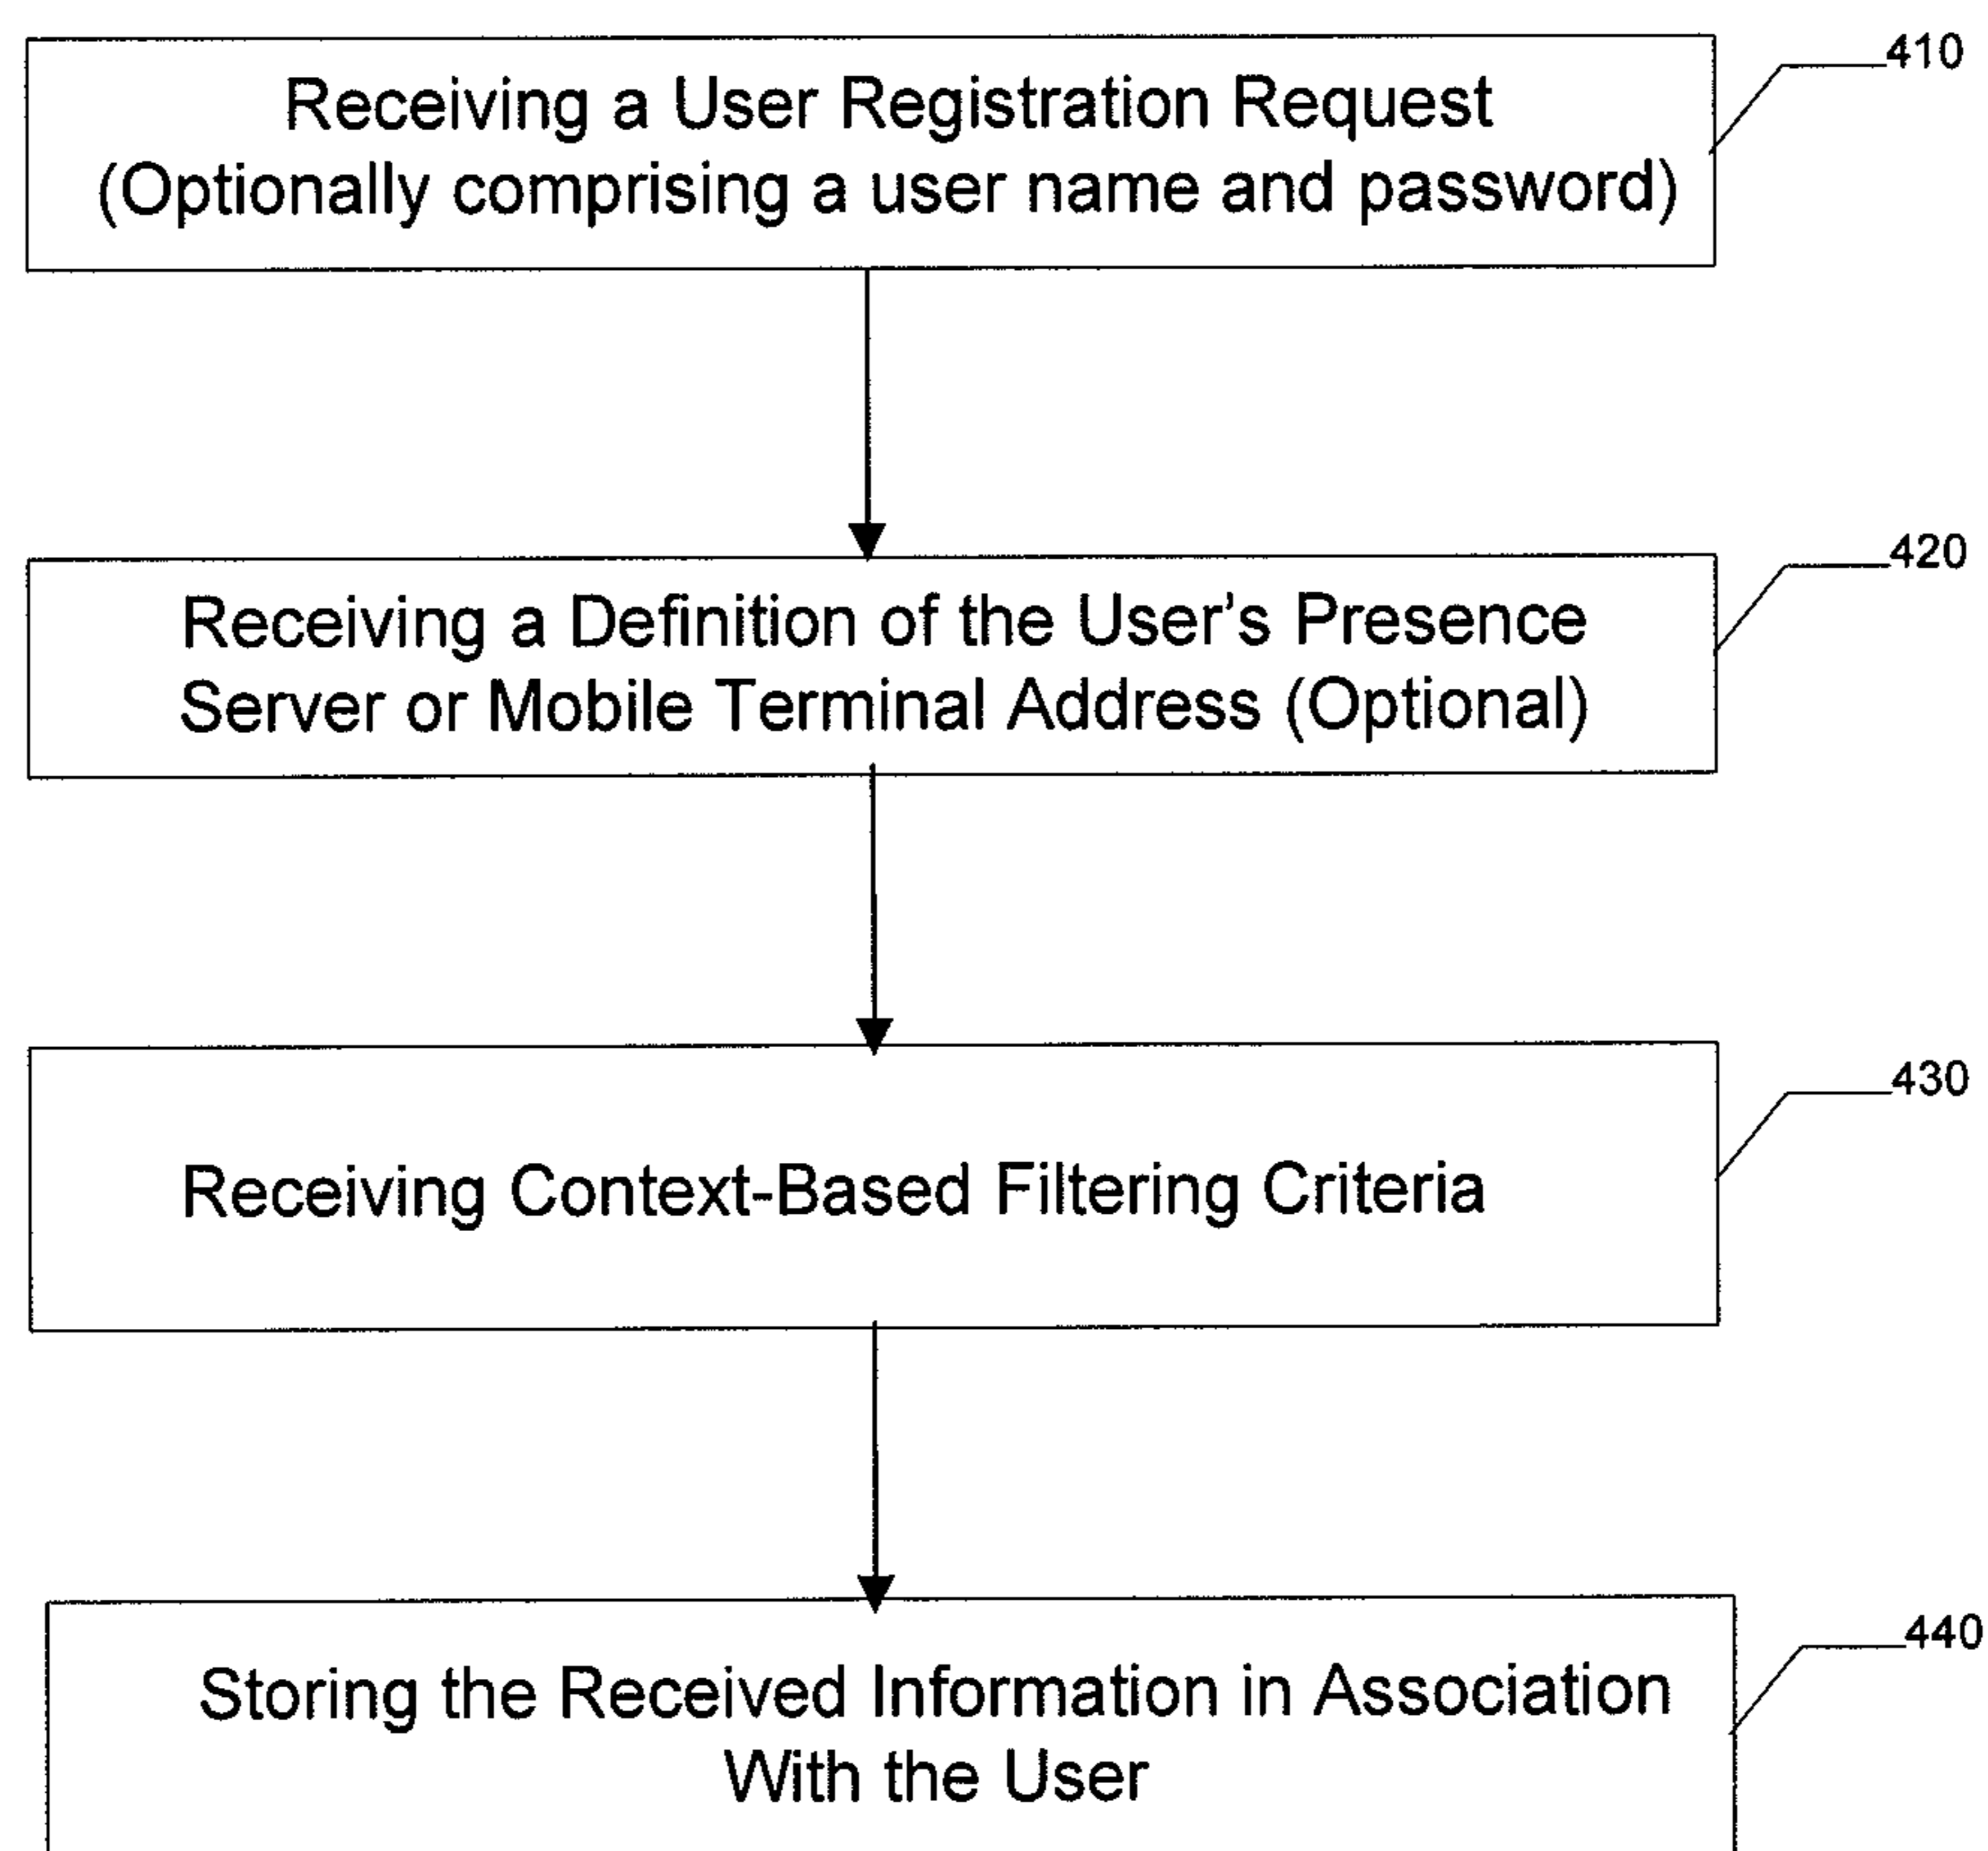 410
Receiving a User Registration Request
(Optionally comprising a user name and password)
420
Receiving a Definition of the User's Presence
Server or Mobile Terminal Address (Optional)
430
Receiving Context-Based Filtering Criteria
440
Storing the Received Information in Association
With the User